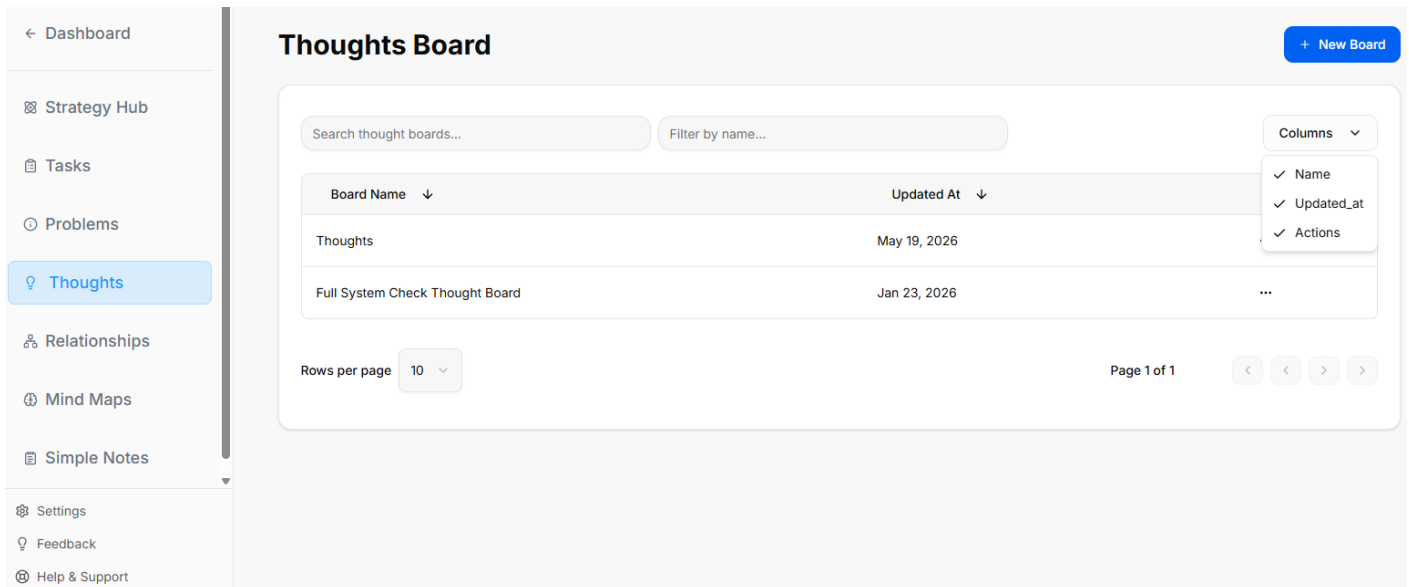 Dashboard
Strategy Hub
Tasks
Problems
Thoughts
Relationships
Mind Maps
Simple Notes
Settings
Feedback
Help & Support
Thoughts Board
+ New Board
Search thought boards...
Filter by name...
Columns
Name
Updated_at
Actions
Board Name Updated At
Thoughts May 19, 2026
Full System Check Thought Board Jan 23, 2026 ...
Rows per page 10 Page 1 of 1